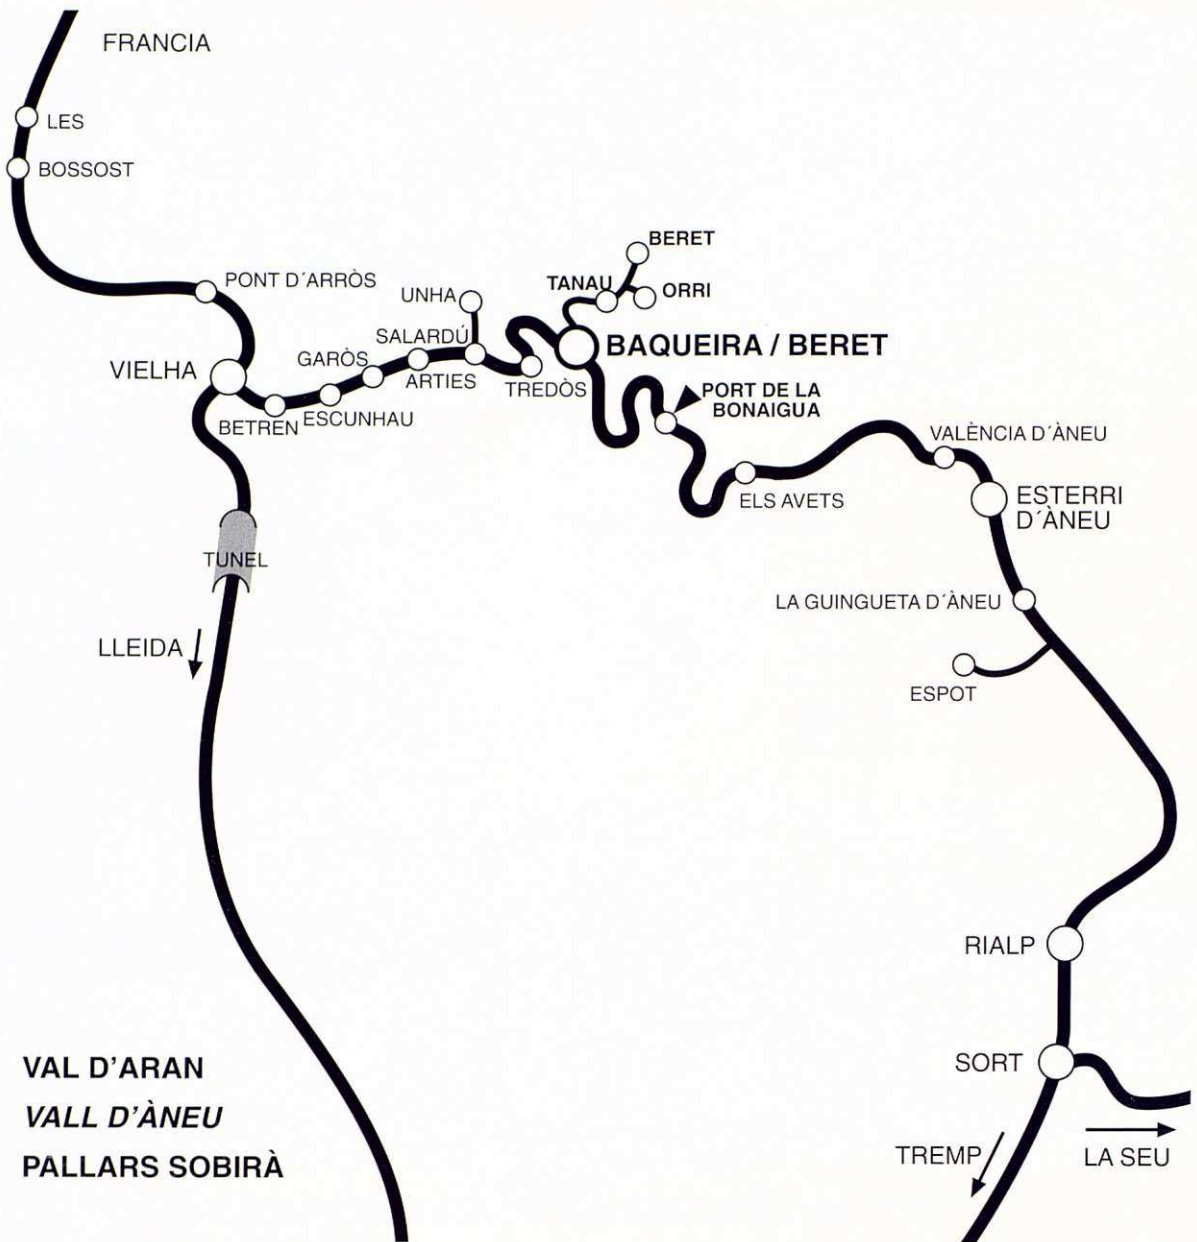 FRANCIA
LES
BOSSOST
BERET
PONT D´ARRÒS
TANAU
ORRI
UNHA
SALARDÚ
BAQUEIRA / BERET
GARÒS
VIELHA
ARTIES
TREDÒS
PORT DE LA
BONAIGUA
BETREN
ESCUNHAU
VALÈNCIA D´ÀNEU
ELS AVETS
ESTERRI
D´ÀNEU
TUNEL
LA GUINGUETA D´ÀNEU
LLEIDA
ESPOT
RIALP
SORT
VAL D'ARAN
VALL D'ÀNEU
PALLARS SOBIRÀ
TREMP
LA SEU